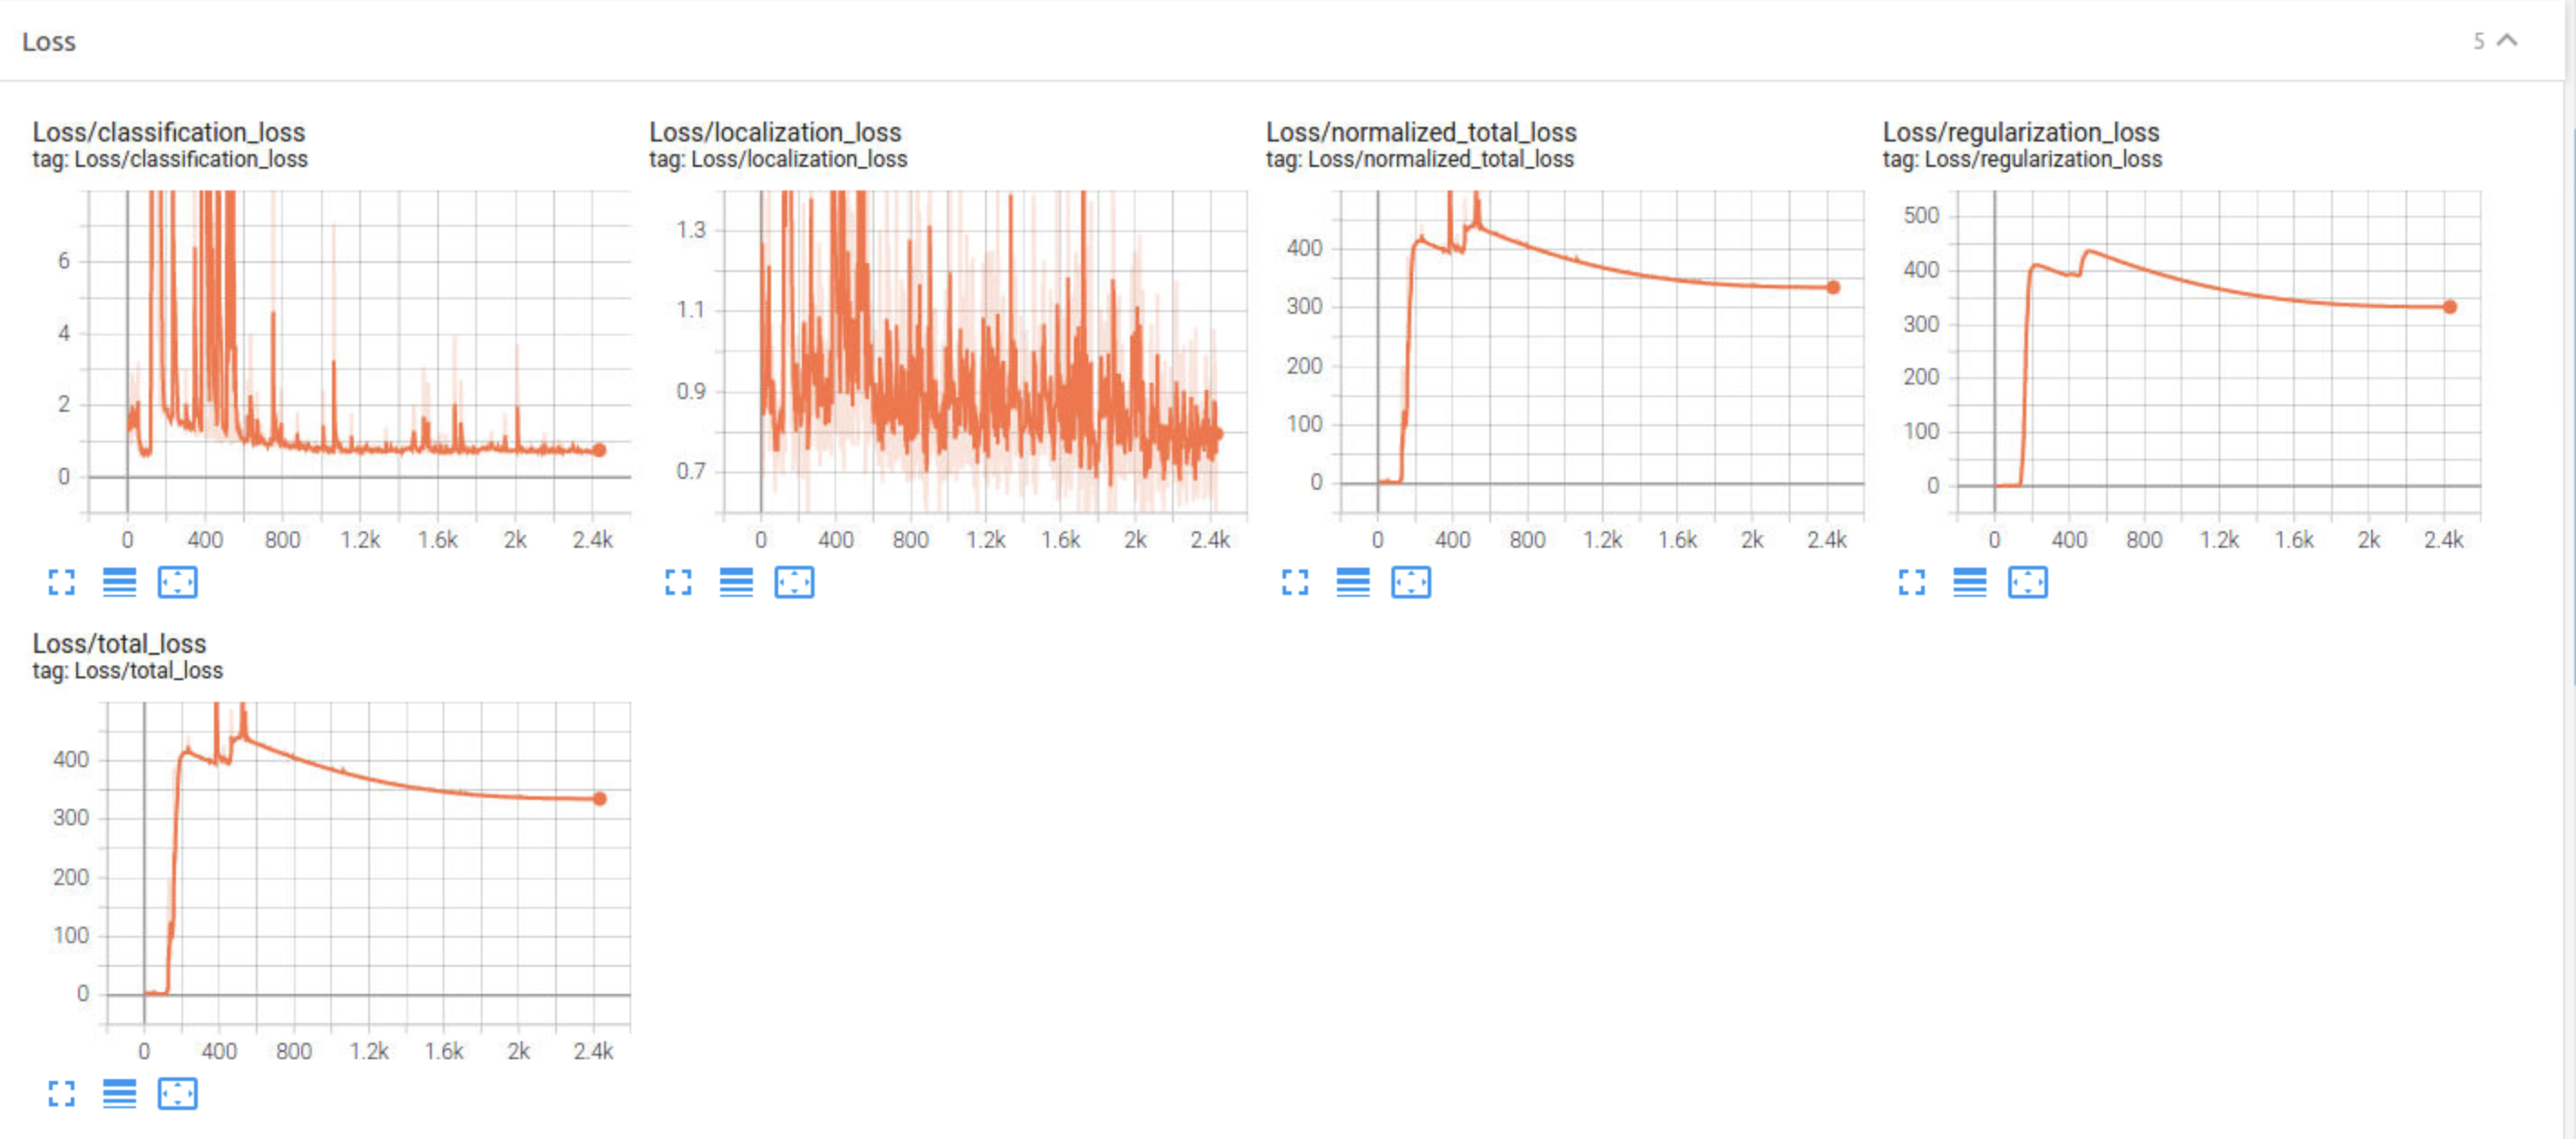 Loss
5
Loss/classification_loss
tag: Loss/classification_loss
6
4
2
0
0 400 800 1.2k 1.6k 2k 2.4k
Loss/localization_loss
tag: Loss/localization_loss
1.3
1.1
0.9
0.7
0 400 800 1.2k 1.6k 2k 2.4k
Loss/normalized_total_loss
tag: Loss/normalized_total_loss
400
300
200
100
0
0 400 800 1.2k 1.6k 2k 2.4k
Loss/regularization_loss
tag: Loss/regularization_loss
500
400
300
200
100
0
0 400 800 1.2k 1.6k 2k 2.4k
Loss/total_loss
tag: Loss/total_loss
400
300
200
100
0
0 400 800 1.2k 1.6k 2k 2.4k